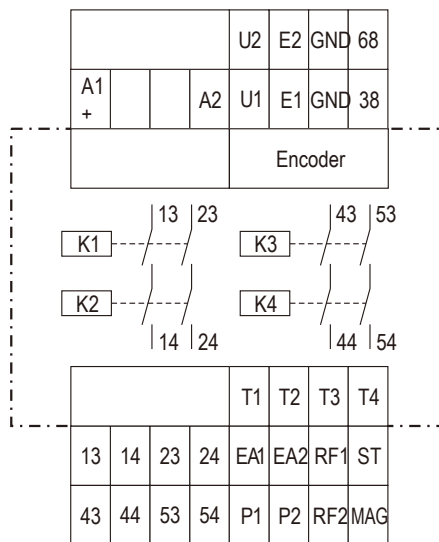 U2 E2 GND 68
A1 + A2 U1 E1 GND 38
Encoder
13 23 43 53
K1 K3
K2 K4
14 24 44 54
T1 T2 T3 T4
13 14 23 24 EA1 EA2 RF1 ST
43 44 53 54 P1 P2 RF2 MAG